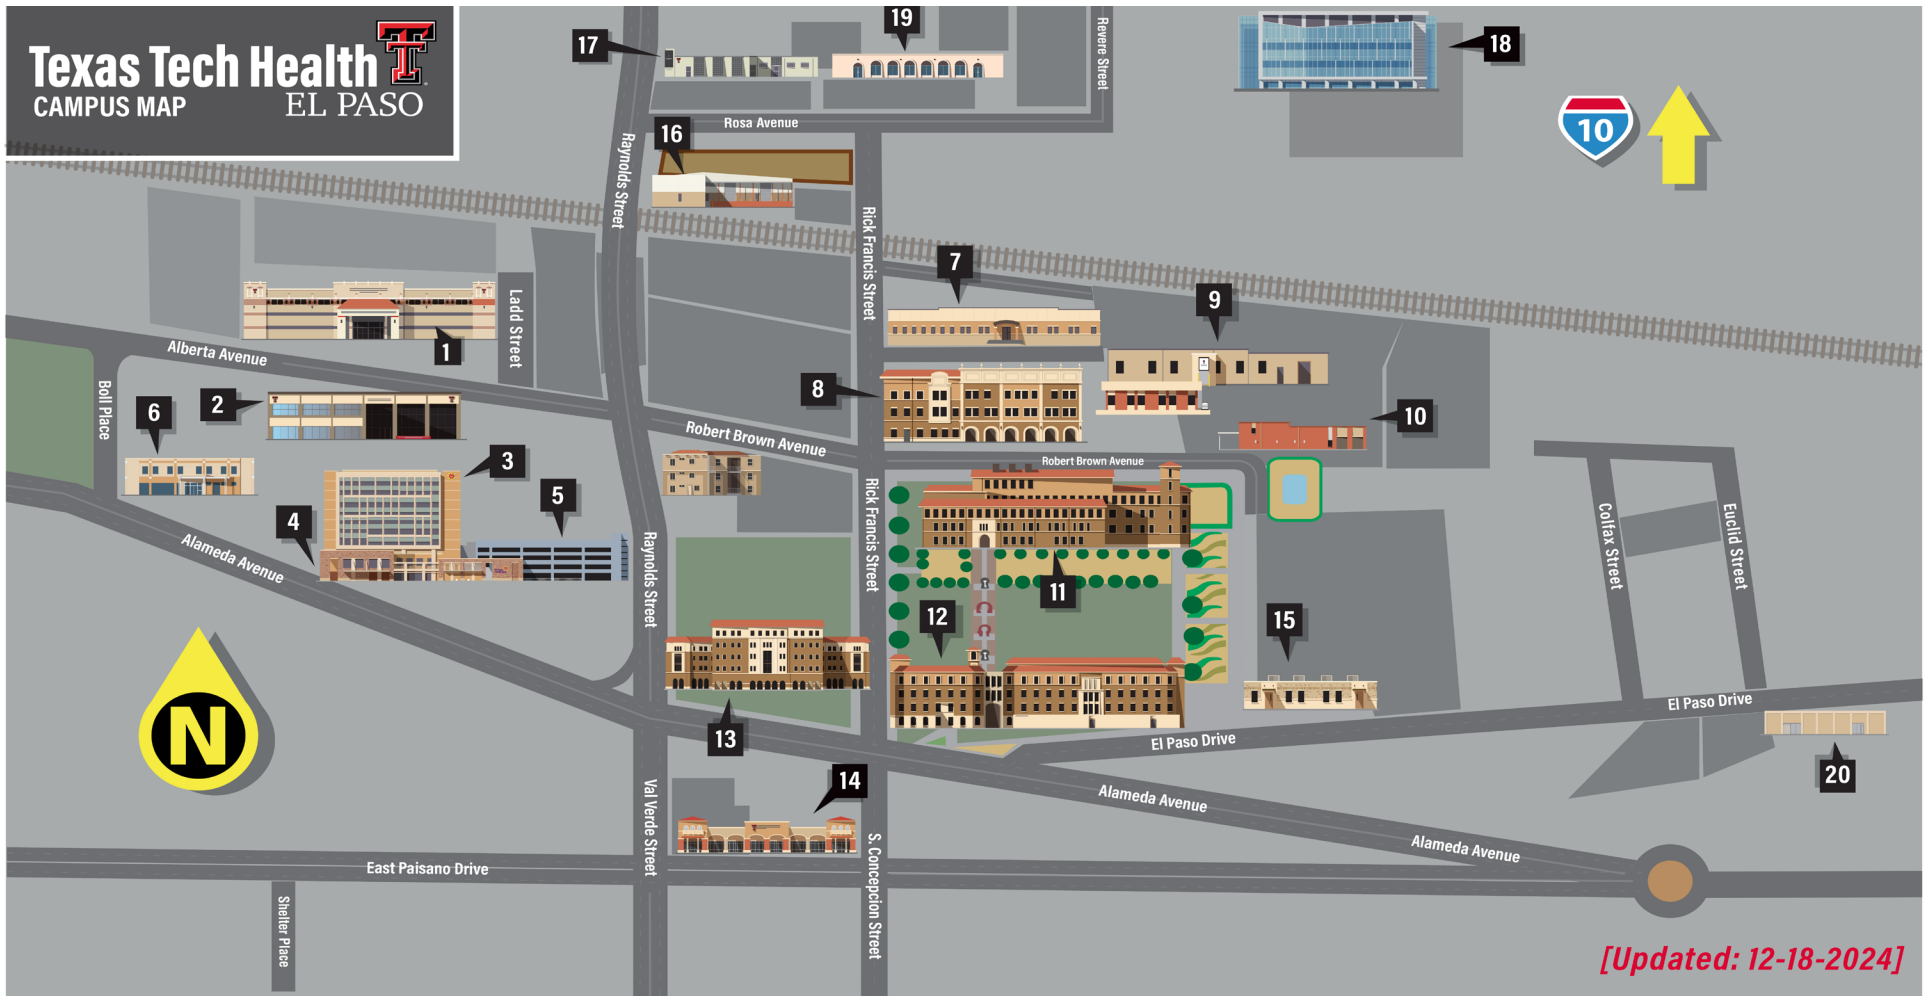 Texas Tech Health
EL PASO
CAMPUS MAP
17
19
Revere Street
18
10
Rosa Avenue
16
Raynolds Street
Rick Francis Street
7
9
Ladd Street
1
Alberta Avenue
Boll Place
6
2
8
10
Robert Brown Avenue
Robert Brown Avenue
3
5
4
Alameda Avenue
Raynolds Street
Rick Francis Street
11
12
15
Colfax Street
Euclid Street
N
13
El Paso Drive
El Paso Drive
20
14
Val Verde Street
Alameda Avenue
Alameda Avenue
East Paisano Drive
S. Concepcion Street
Shelter Place
[Updated: 12-18-2024]